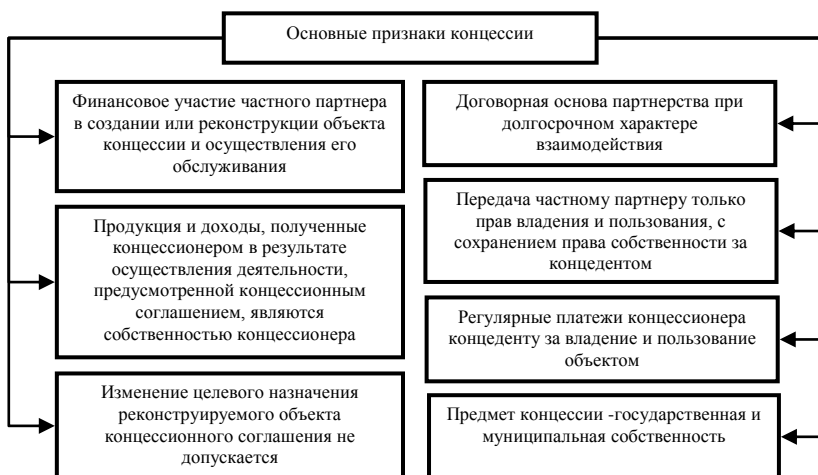 Основные признаки концессии
Финансовое участие частного партнера
в создании или реконструкции объекта
концессии и осуществления его
обслуживания
Продукция и доходы, полученные
концессионером в результате
осуществления деятельности,
предусмотренной концессионным
соглашением, являются
собственностью концессионера
Изменение целевого назначения
реконструируемого объекта
концессионного соглашения не
допускается
Договорная основа партнерства при
долгосрочном характере
взаимодействия
Передача частному партнеру только
прав владения и пользования, с
сохранением права собственности за
концедентом
Регулярные платежи концессионера
концеденту за владение и пользование
объектом
Предмет концессии -государственная и
муниципальная собственность